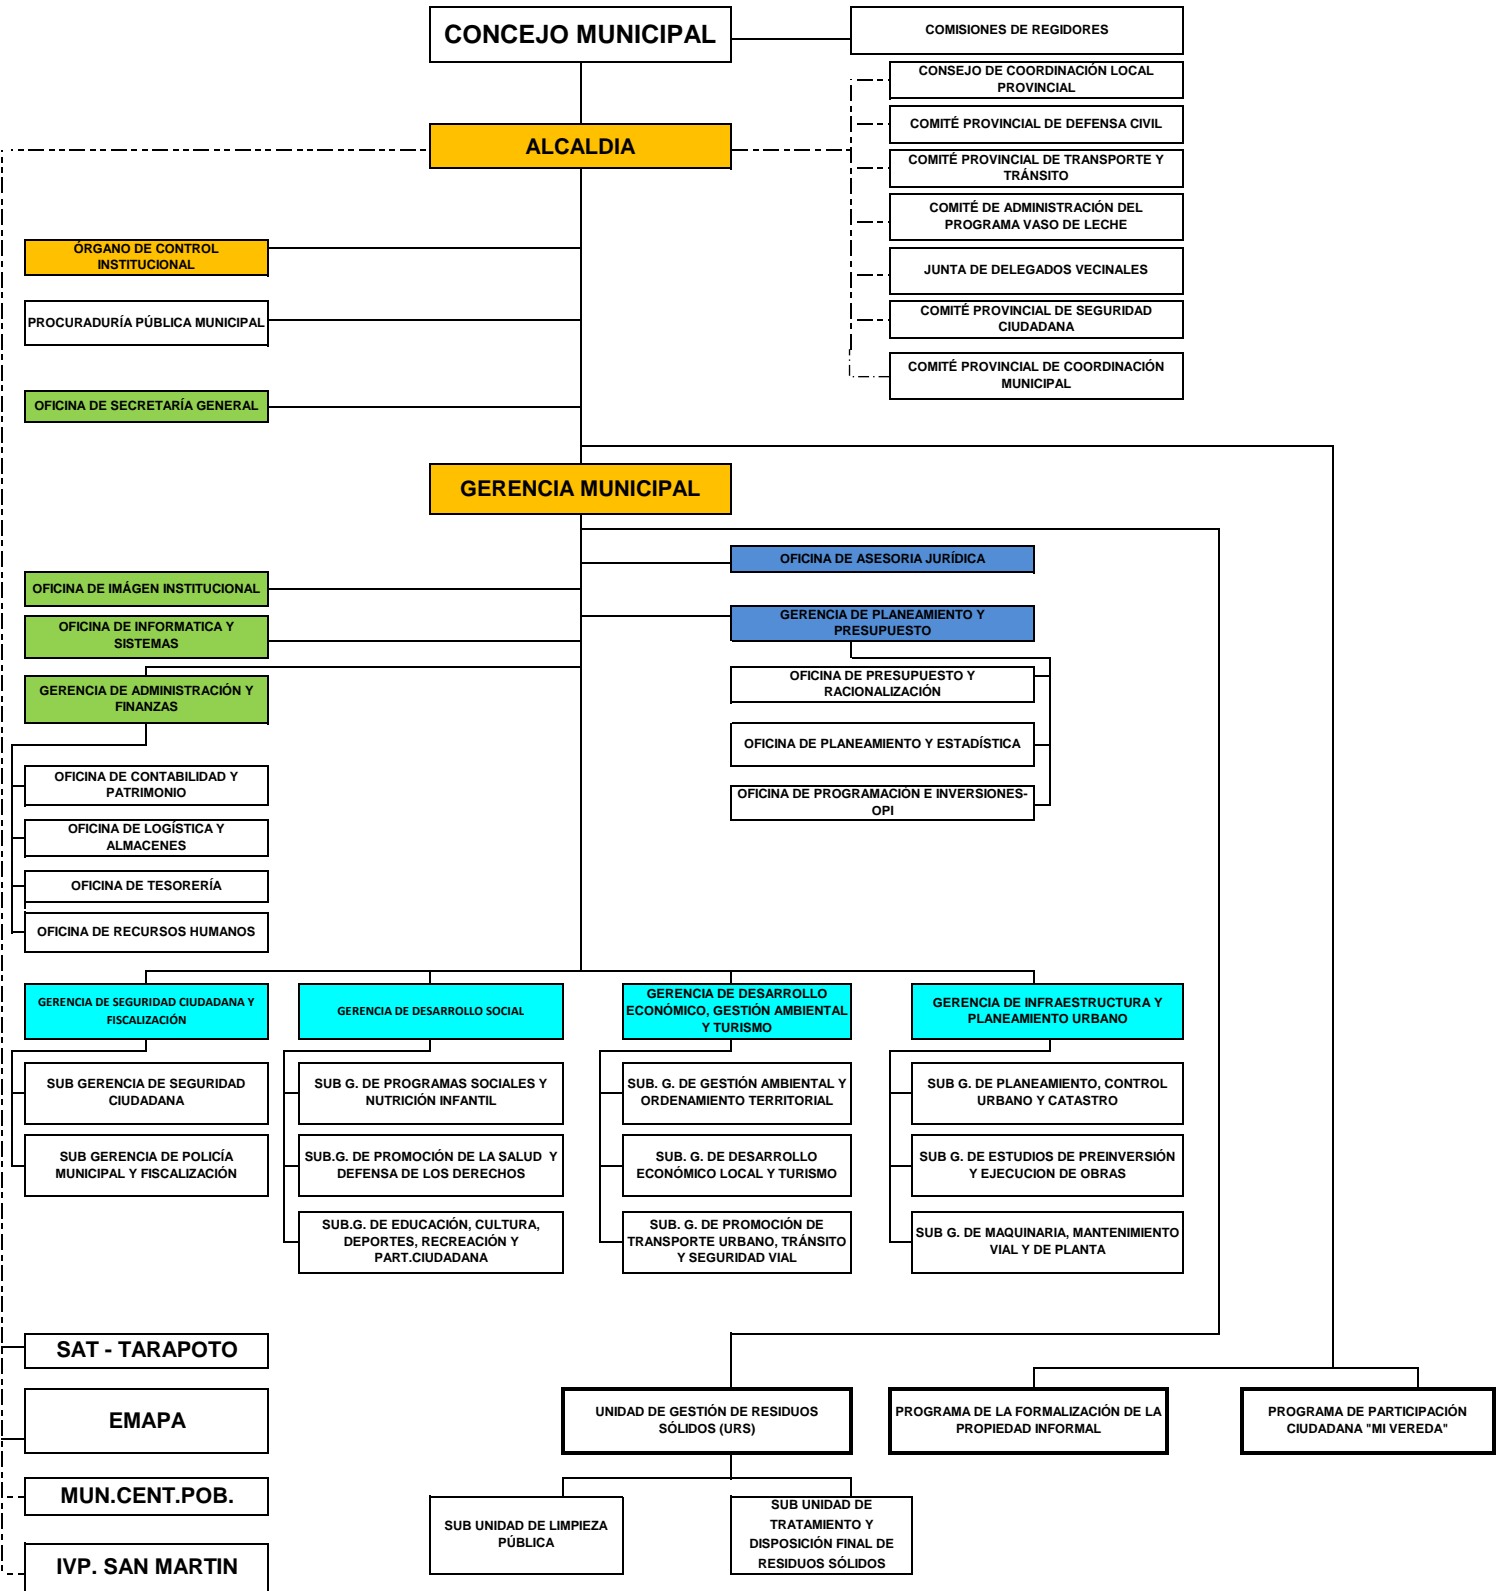 CONCEJO MUNICIPAL
COMISIONES DE REGIDORES
CONSEJO DE COORDINACIÓN LOCAL
PROVINCIAL
COMITÉ PROVINCIAL DE DEFENSA CIVIL
ALCALDIA
COMITÉ PROVINCIAL DE TRANSPORTE Y
TRÁNSITO
COMITÉ DE ADMINISTRACIÓN DEL
PROGRAMA VASO DE LECHE
JUNTA DE DELEGADOS VECINALES
COMITÉ PROVINCIAL DE SEGURIDAD
CIUDADANA
COMITÉ PROVINCIAL DE COORDINACIÓN
MUNICIPAL
ÓRGANO DE CONTROL
INSTITUCIONAL
PROCURADURÍA PÚBLICA MUNICIPAL
OFICINA DE SECRETARÍA GENERAL
GERENCIA MUNICIPAL
OFICINA DE ASESORIA JURÍDICA
OFICINA DE IMÁGEN INSTITUCIONAL
OFICINA DE INFORMATICA Y
SISTEMAS
GERENCIA DE PLANEAMIENTO Y
PRESUPUESTO
GERENCIA DE ADMINISTRACIÓN Y
FINANZAS
OFICINA DE PRESUPUESTO Y
RACIONALIZACIÓN
OFICINA DE PLANEAMIENTO Y ESTADÍSTICA
OFICINA DE PROGRAMACIÓN E INVERSIONES-
OPI
OFICINA DE CONTABILIDAD Y
PATRIMONIO
OFICINA DE LOGÍSTICA Y
ALMACENES
OFICINA DE TESORERÍA
OFICINA DE RECURSOS HUMANOS
GERENCIA DE SEGURIDAD CIUDADANA Y
FISCALIZACIÓN
GERENCIA DE DESARROLLO SOCIAL
GERENCIA DE DESARROLLO
ECONÓMICO, GESTIÓN AMBIENTAL
Y TURISMO
GERENCIA DE INFRAESTRUCTURA Y
PLANEAMIENTO URBANO
SUB GERENCIA DE SEGURIDAD
CIUDADANA
SUB G. DE PROGRAMAS SOCIALES Y
NUTRICIÓN INFANTIL
SUB. G. DE GESTIÓN AMBIENTAL Y
ORDENAMIENTO TERRITORIAL
SUB G. DE PLANEAMIENTO, CONTROL
URBANO Y CATASTRO
SUB GERENCIA DE POLICÍA
MUNICIPAL Y FISCALIZACIÓN
SUB.G. DE PROMOCIÓN DE LA SALUD Y
DEFENSA DE LOS DERECHOS
SUB. G. DE DESARROLLO
ECONÓMICO LOCAL Y TURISMO
SUB G. DE ESTUDIOS DE PREINVERSIÓN
Y EJECUCION DE OBRAS
SUB.G. DE EDUCACIÓN, CULTURA,
DEPORTES, RECREACIÓN Y
PART.CIUDADANA
SUB. G. DE PROMOCIÓN DE
TRANSPORTE URBANO, TRÁNSITO
Y SEGURIDAD VIAL
SUB G. DE MAQUINARIA, MANTENIMIENTO
VIAL Y DE PLANTA
SAT - TARAPOTO
EMAPA
MUN.CENT.POB.
IVP. SAN MARTIN
UNIDAD DE GESTIÓN DE RESIDUOS
SÓLIDOS (URS)
PROGRAMA DE LA FORMALIZACIÓN DE LA
PROPIEDAD INFORMAL
PROGRAMA DE PARTICIPACIÓN
CIUDADANA "MI VEREDA"
SUB UNIDAD DE LIMPIEZA
PÚBLICA
SUB UNIDAD DE
TRATAMIENTO Y
DISPOSICIÓN FINAL DE
RESIDUOS SÓLIDOS